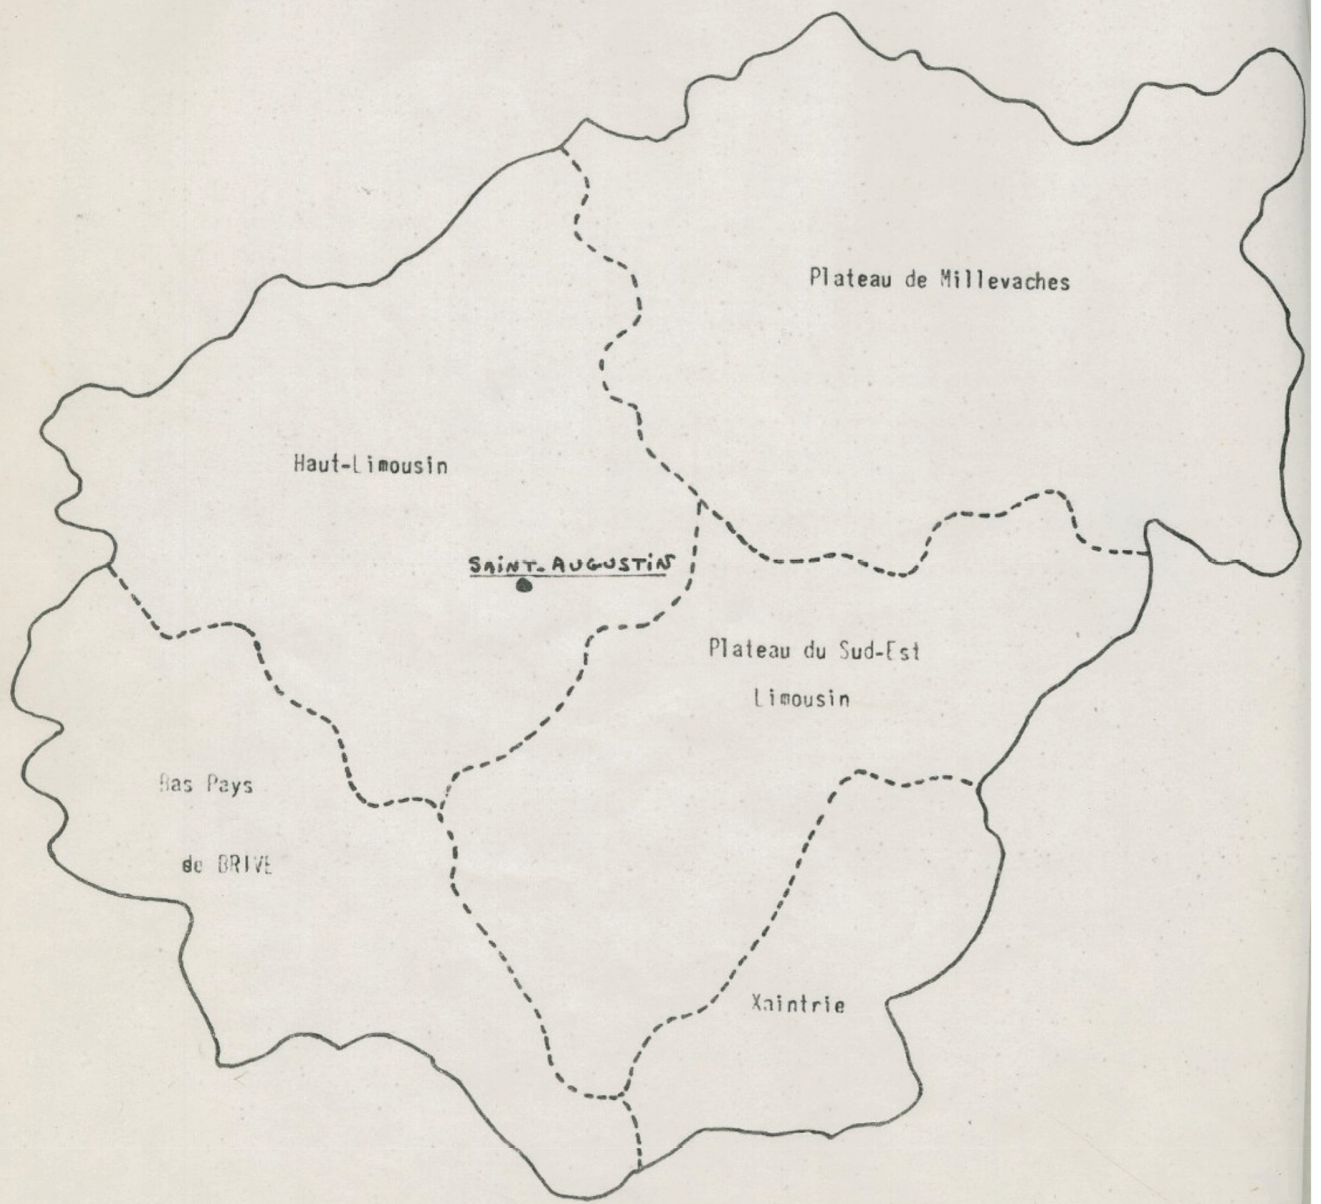 Plateau de Millevaches
Haut-Limousin
SAINT-AUGUSTIN
Plateau du Sud-Est
Limousin
Bas Pays
de BRIVE
Xaintrie